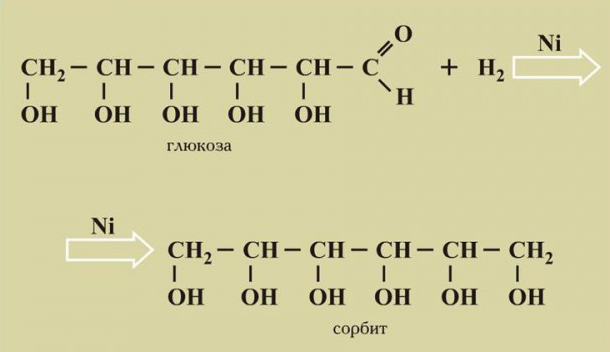 O
Ni
CH₂ – CH – CH – CH – CH – C + H₂
H
OH OH OH OH OH
глюкоза
Ni
CH₂ – CH – CH – CH – CH – CH₂
OH OH OH OH OH OH
сорбит